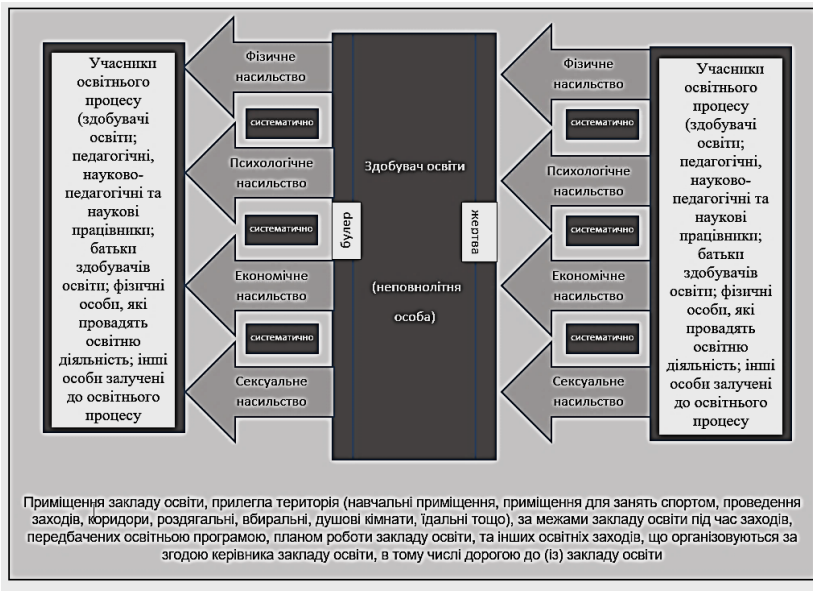 Учасники
освітнього
процесу
(здобувачі
освіти;
педагогічні,
науково-
педагогічні та
наукові
працівники;
батьки
здобувачів
освіти; фізичні
особи, які
провадять
освітню
діяльність; інші
особи залучені
до освітнього
процесу
Фізичне
насильство
систематично
Психологічне
насильство
систематично
Економічне
насильство
систематично
Сексуальне
насильство
булер
Здобувач освіти
(неповнолітня
особа)
жертва
Фізичне
насильство
систематично
Психологічне
насильство
систематично
Економічне
насильство
систематично
Сексуальне
насильство
Учасники
освітнього
процесу
(здобувачі
освіти;
педагогічні,
науково-
педагогічні та
наукові
працівники;
батьки
здобувачів
освіти; фізичні
особи, які
провадять
освітню
діяльність; інші
особи залучені
до освітнього
процесу
Приміщення закладу освіти, прилегла територія (навчальні приміщення, приміщення для занять спортом, проведення
заходів, коридори, роздягальні, вбиральні, душові кімнати, їдальні тощо), за межами закладу освіти під час заходів,
передбачених освітньою програмою, планом роботи закладу освіти, та інших освітніх заходів, що організовуються за
згодою керівника закладу освіти, в тому числі дорогою до (із) закладу освіти